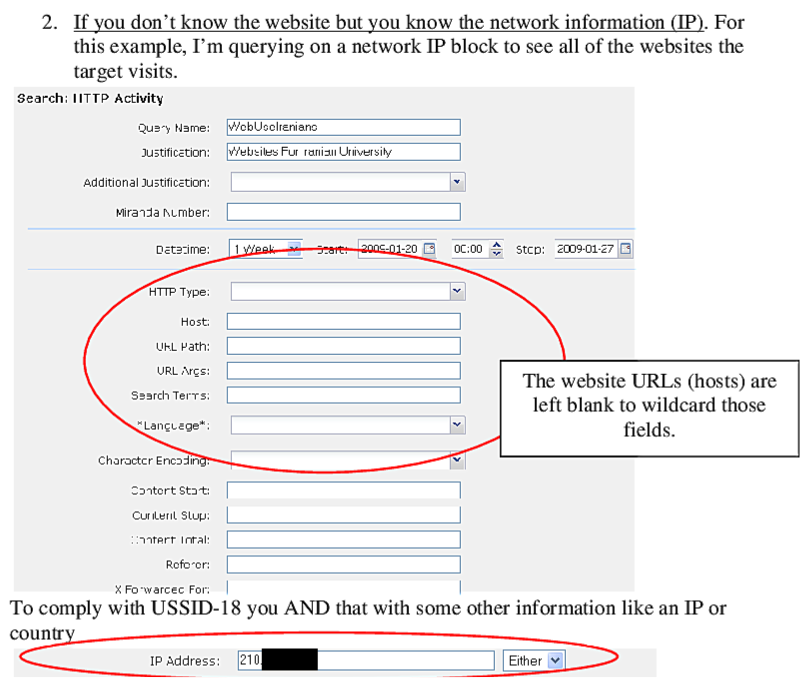 2. If you don't know the website but you know the network information (IP). For
this example, I'm querying on a network IP block to see all of the websites the
target visits.
Search: HTTP Activity
Query Name: WebUseIranians
Justification: Websites For Iranian University
Additional Justification:
Miranda Number:
Datetime: 1 Week Start: 2009-01-20 00:00 Stop: 2009-01-27
HTTP Type:
Host:
URL Path:
URL Args:
Search Terms:
*Language*:
Character Encoding:
The website URLs (hosts) are
left blank to wildcard those
fields.
Content Start:
Content Stop:
Content Total:
Referer:
X Forwarded For:
To comply with USSID-18 you AND that with some other information like an IP or
country
IP Address: 210. Either